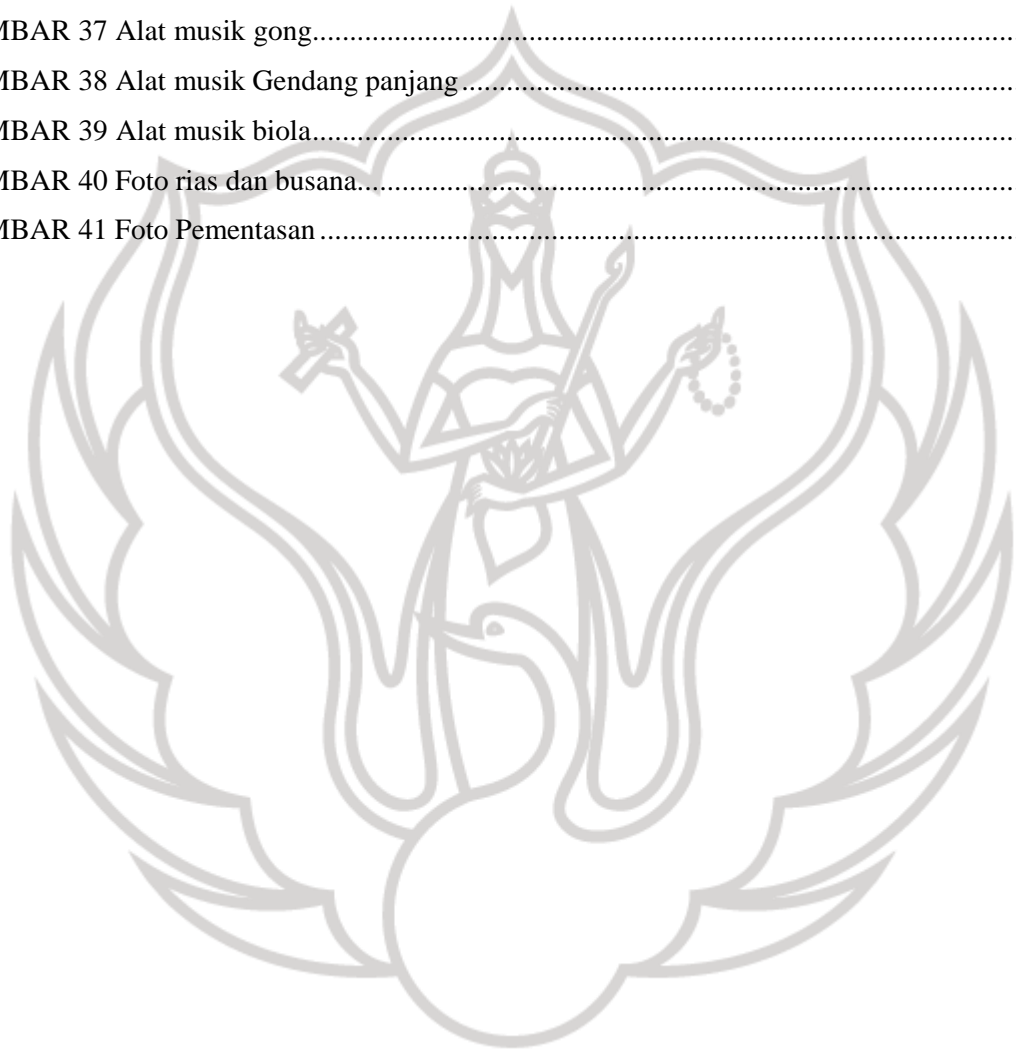 MBAR 37 Alat musik gong....................................................................................................
MBAR 38 Alat musik Gendang panjang..............................................................................
MBAR 39 Alat musik biola...................................................................................................
MBAR 40 Foto rias dan busana............................................................................................
MBAR 41 Foto Pementasan.................................................................................................